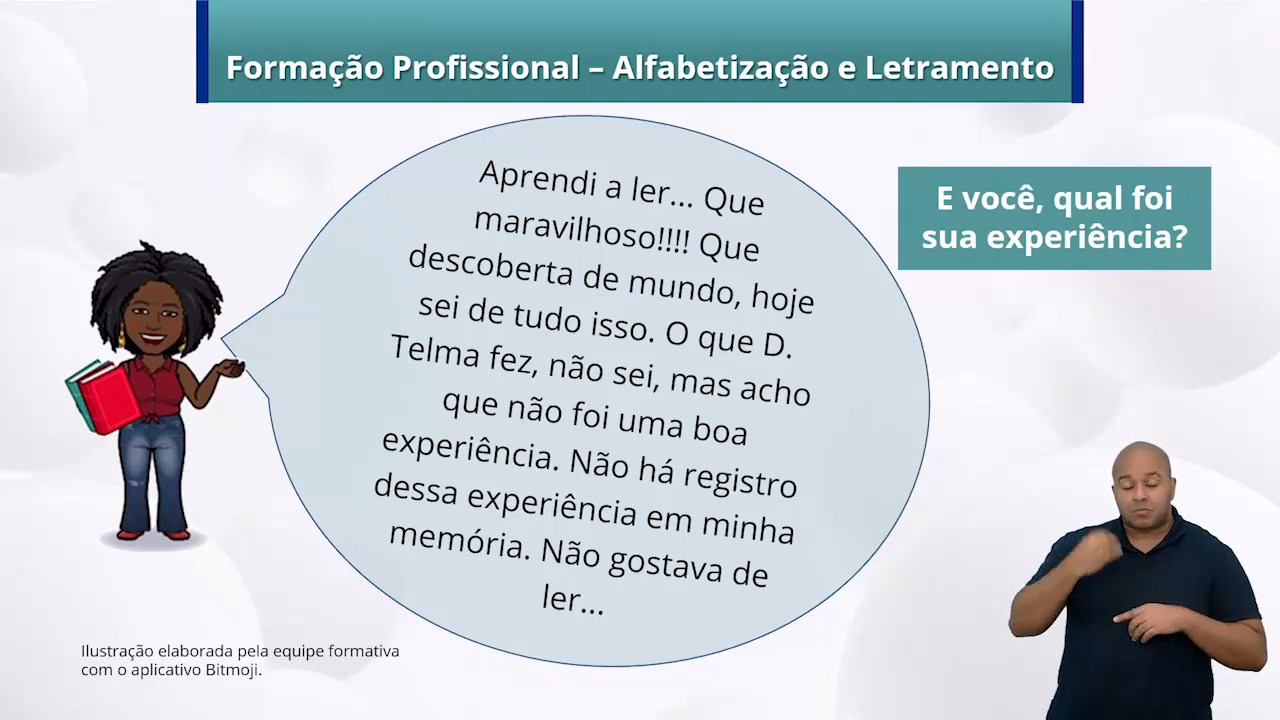 Formação Profissional – Alfabetização e Letramento
Aprendi a ler... Que
maravilhoso!!!! Que
descoberta de mundo, hoje
sei de tudo isso. O que D.
Telma fez, não sei, mas acho
que não foi uma boa
experiência. Não há registro
dessa experiência em minha
memória. Não gostava de
ler...
E você, qual foi
sua experiência?
Ilustração elaborada pela equipe formativa
com o aplicativo Bitmoji.